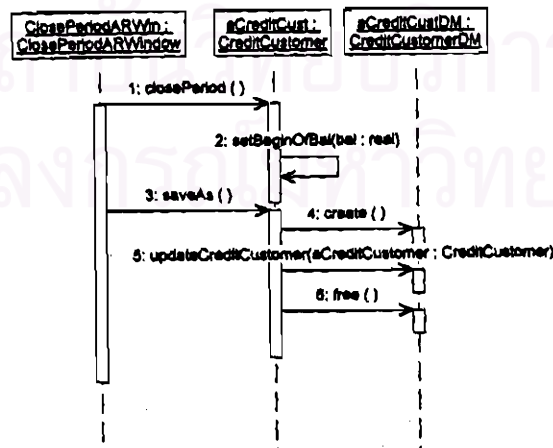 ClosePeriodARWin :
ClosePeriodARWindow
aCreditCust :
CreditCustomer
aCreditCustDM :
CreditCustomerDM
1: closePeriod ( )
2: setBeginOfBal(bal : real)
3: saveAs ( )
4: create ( )
5: updateCreditCustomer(aCreditCustomer : CreditCustomer)
6: free ( )